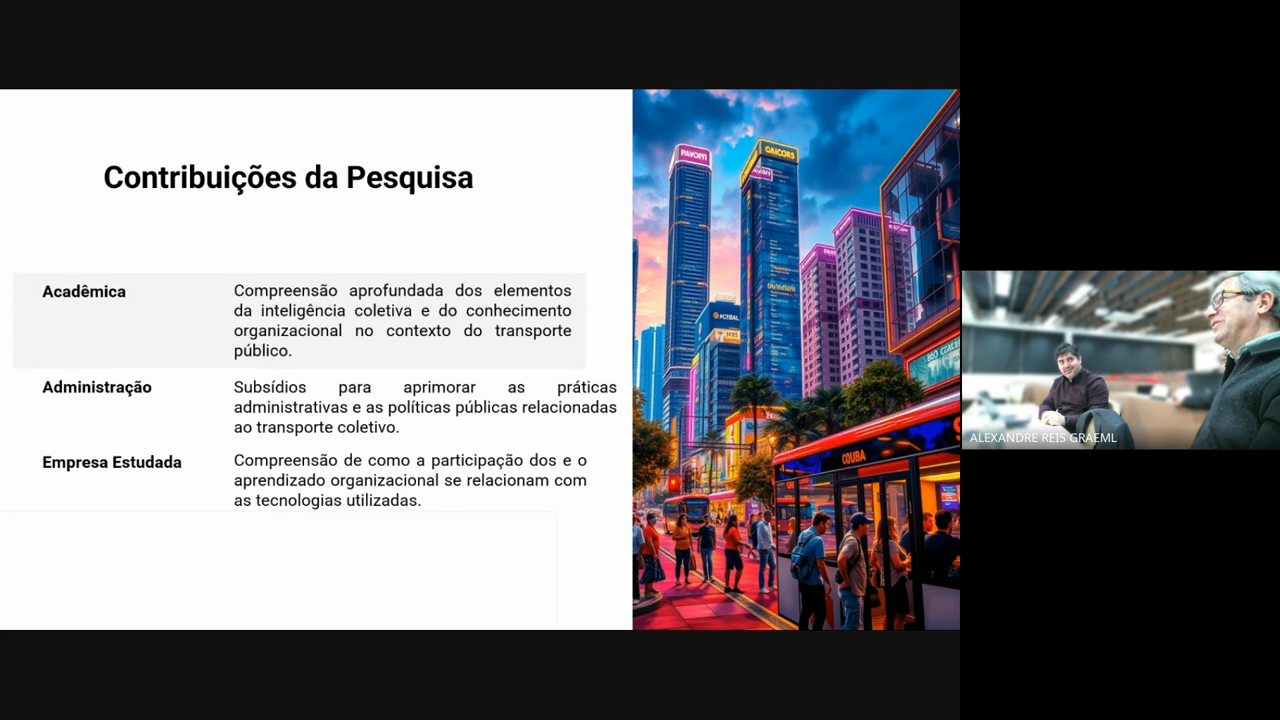 Contribuições da Pesquisa
Acadêmica
Compreensão aprofundada dos elementos
da inteligência coletiva e do conhecimento
organizacional no contexto do transporte
público.
Administração
Subsídios para aprimorar as práticas
administrativas e as políticas públicas relacionadas
ao transporte coletivo.
Empresa Estudada
Compreensão de como a participação dos e o
aprendizado organizacional se relacionam com
as tecnologias utilizadas.
GAICORS
COUBA
ALEXANDRE REIS GRAEML